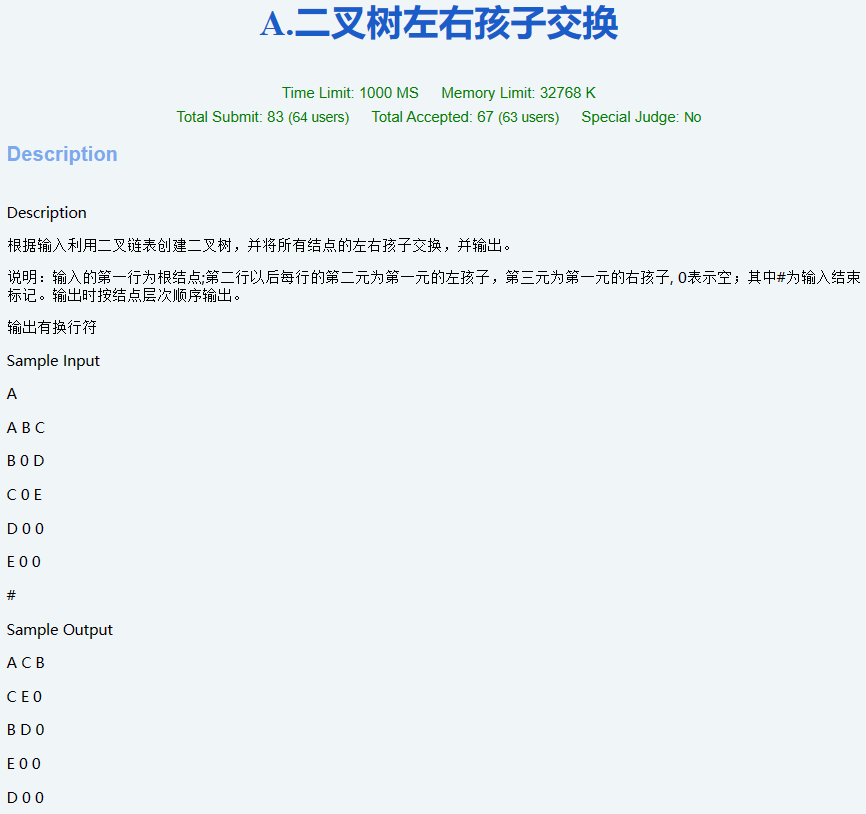 A.二叉树左右孩子交换
Time Limit: 1000 MS Memory Limit: 32768 K
Total Submit: 83 (64 users) Total Accepted: 67 (63 users) Special Judge: No
Description
Description
根据输入利用二叉链表创建二叉树，并将所有结点的左右孩子交换，并输出。
说明：输入的第一行为根结点;第二行以后每行的第二元为第一元的左孩子，第三元为第一元的右孩子, 0表示空；其中#为输入结束
标记。输出时按结点层次顺序输出。
输出有换行符
Sample Input
A
A B C
B 0 D
C 0 E
D 0 0
E 0 0
#
Sample Output
A C B
C E 0
B D 0
E 0 0
D 0 0